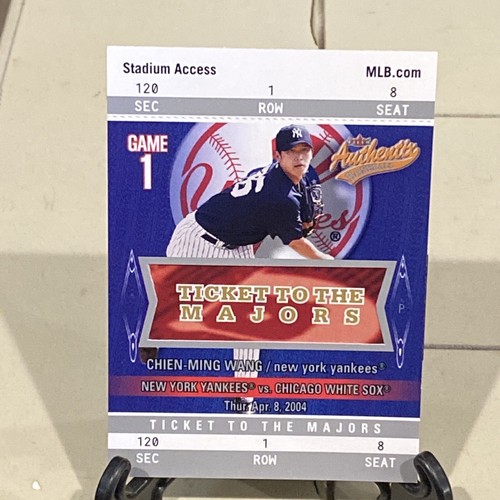 Stadium Access MLB.com
120 1 8
SEC ROW SEAT
GAME
1
Fleer
Authentix
NY
TICKET TO THE
MAJORS
P
CHIEN-MING WANG / new york yankees®
NEW YORK YANKEES® vs. CHICAGO WHITE SOX®
Thur. Apr. 8, 2004
TICKET TO THE MAJORS
120 1 8
SEC ROW SEAT